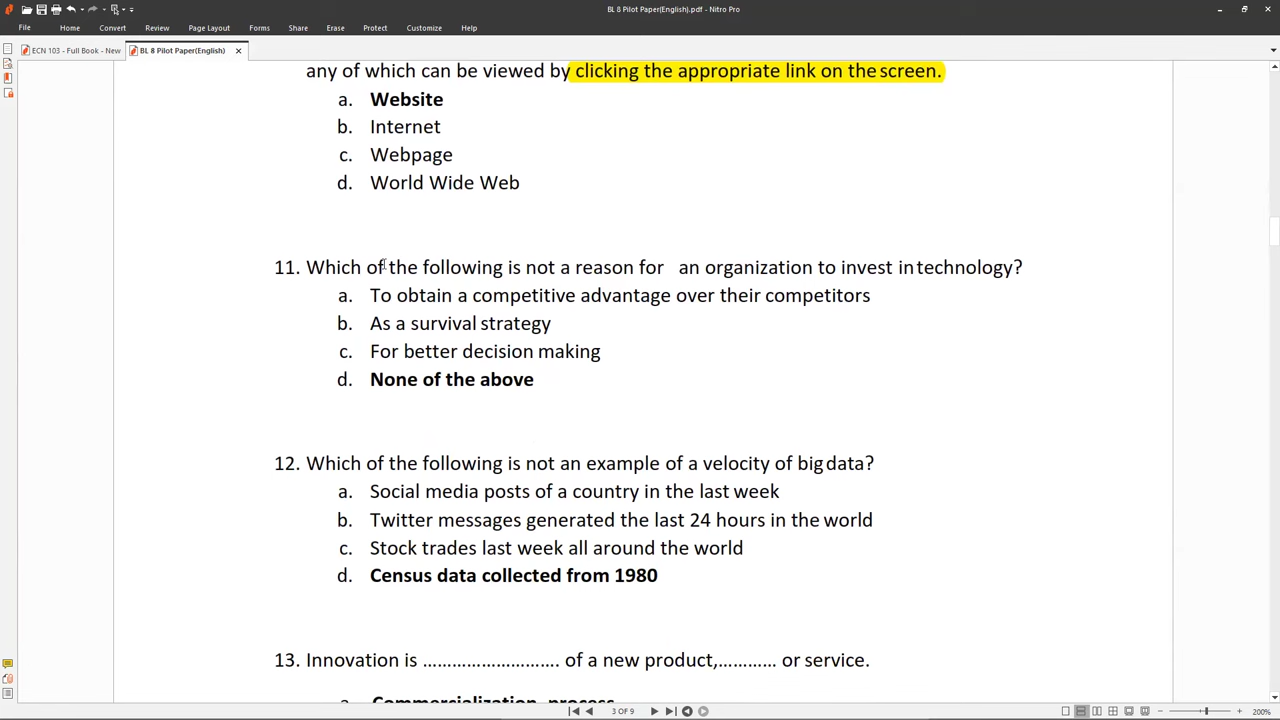 BL 8 Pilot Paper(English).pdf - Nitro Pro
File Home Convert Review Page Layout Forms Share Erase Protect Customize Help
ECN 103 - Full Book - New BL 8 Pilot Paper(English)
any of which can be viewed by clicking the appropriate link on the screen.
a. Website
b. Internet
c. Webpage
d. World Wide Web
11. Which of the following is not a reason for an organization to invest in technology?
a. To obtain a competitive advantage over their competitors
b. As a survival strategy
c. For better decision making
d. None of the above
12. Which of the following is not an example of a velocity of big data?
a. Social media posts of a country in the last week
b. Twitter messages generated the last 24 hours in the world
c. Stock trades last week all around the world
d. Census data collected from 1980
13. Innovation is .......................... of a new product,............ or service.
a. Commercialization, process
3 OF 9
200%